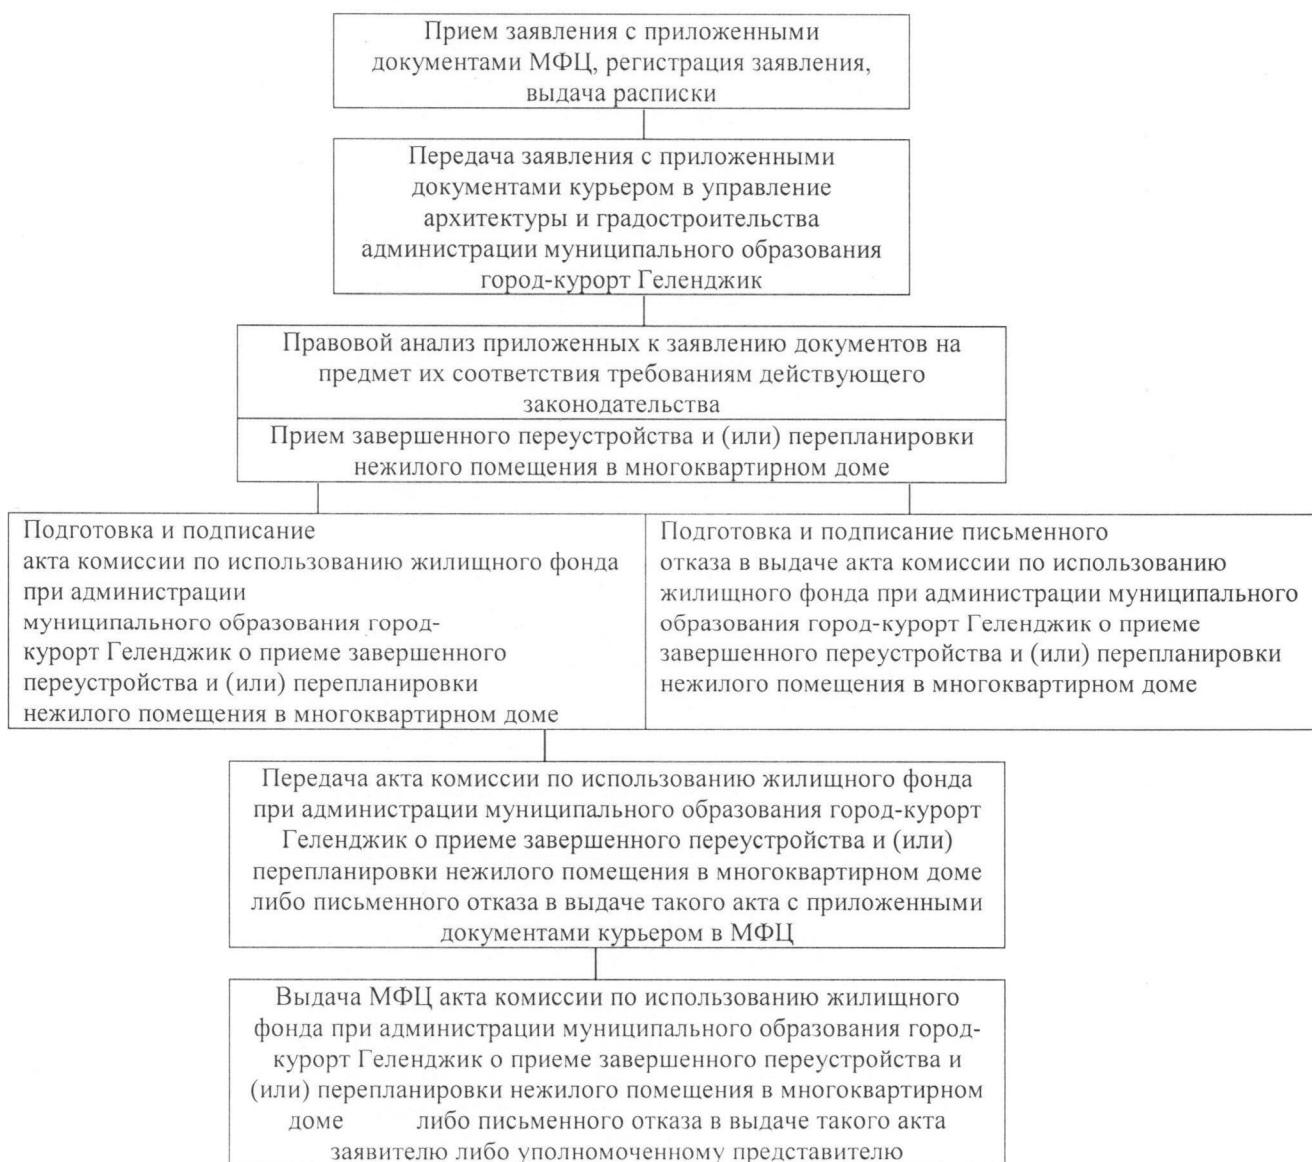 Прием заявления с приложенными
документами МФЦ, регистрация заявления,
выдача расписки
Передача заявления с приложенными
документами курьером в управление
архитектуры и градостроительства
администрации муниципального образования
город-курорт Геленджик
Правовой анализ приложенных к заявлению документов на
предмет их соответствия требованиям действующего
законодательства
Прием завершенного переустройства и (или) перепланировки
нежилого помещения в многоквартирном доме
Подготовка и подписание
акта комиссии по использованию жилищного фонда
при администрации
муниципального образования город-
курорт Геленджик о приеме завершенного
переустройства и (или) перепланировки
нежилого помещения в многоквартирном доме
Подготовка и подписание письменного
отказа в выдаче акта комиссии по использованию
жилищного фонда при администрации муниципального
образования город-курорт Геленджик о приеме
завершенного переустройства и (или) перепланировки
нежилого помещения в многоквартирном доме
Передача акта комиссии по использованию жилищного фонда
при администрации муниципального образования город-курорт
Геленджик о приеме завершенного переустройства и (или)
перепланировки нежилого помещения в многоквартирном доме
либо письменного отказа в выдаче такого акта с приложенными
документами курьером в МФЦ
Выдача МФЦ акта комиссии по использованию жилищного
фонда при администрации муниципального образования город-
курорт Геленджик о приеме завершенного переустройства и
(или) перепланировки нежилого помещения в многоквартирном
доме либо письменного отказа в выдаче такого акта
заявителю либо уполномоченному представителю